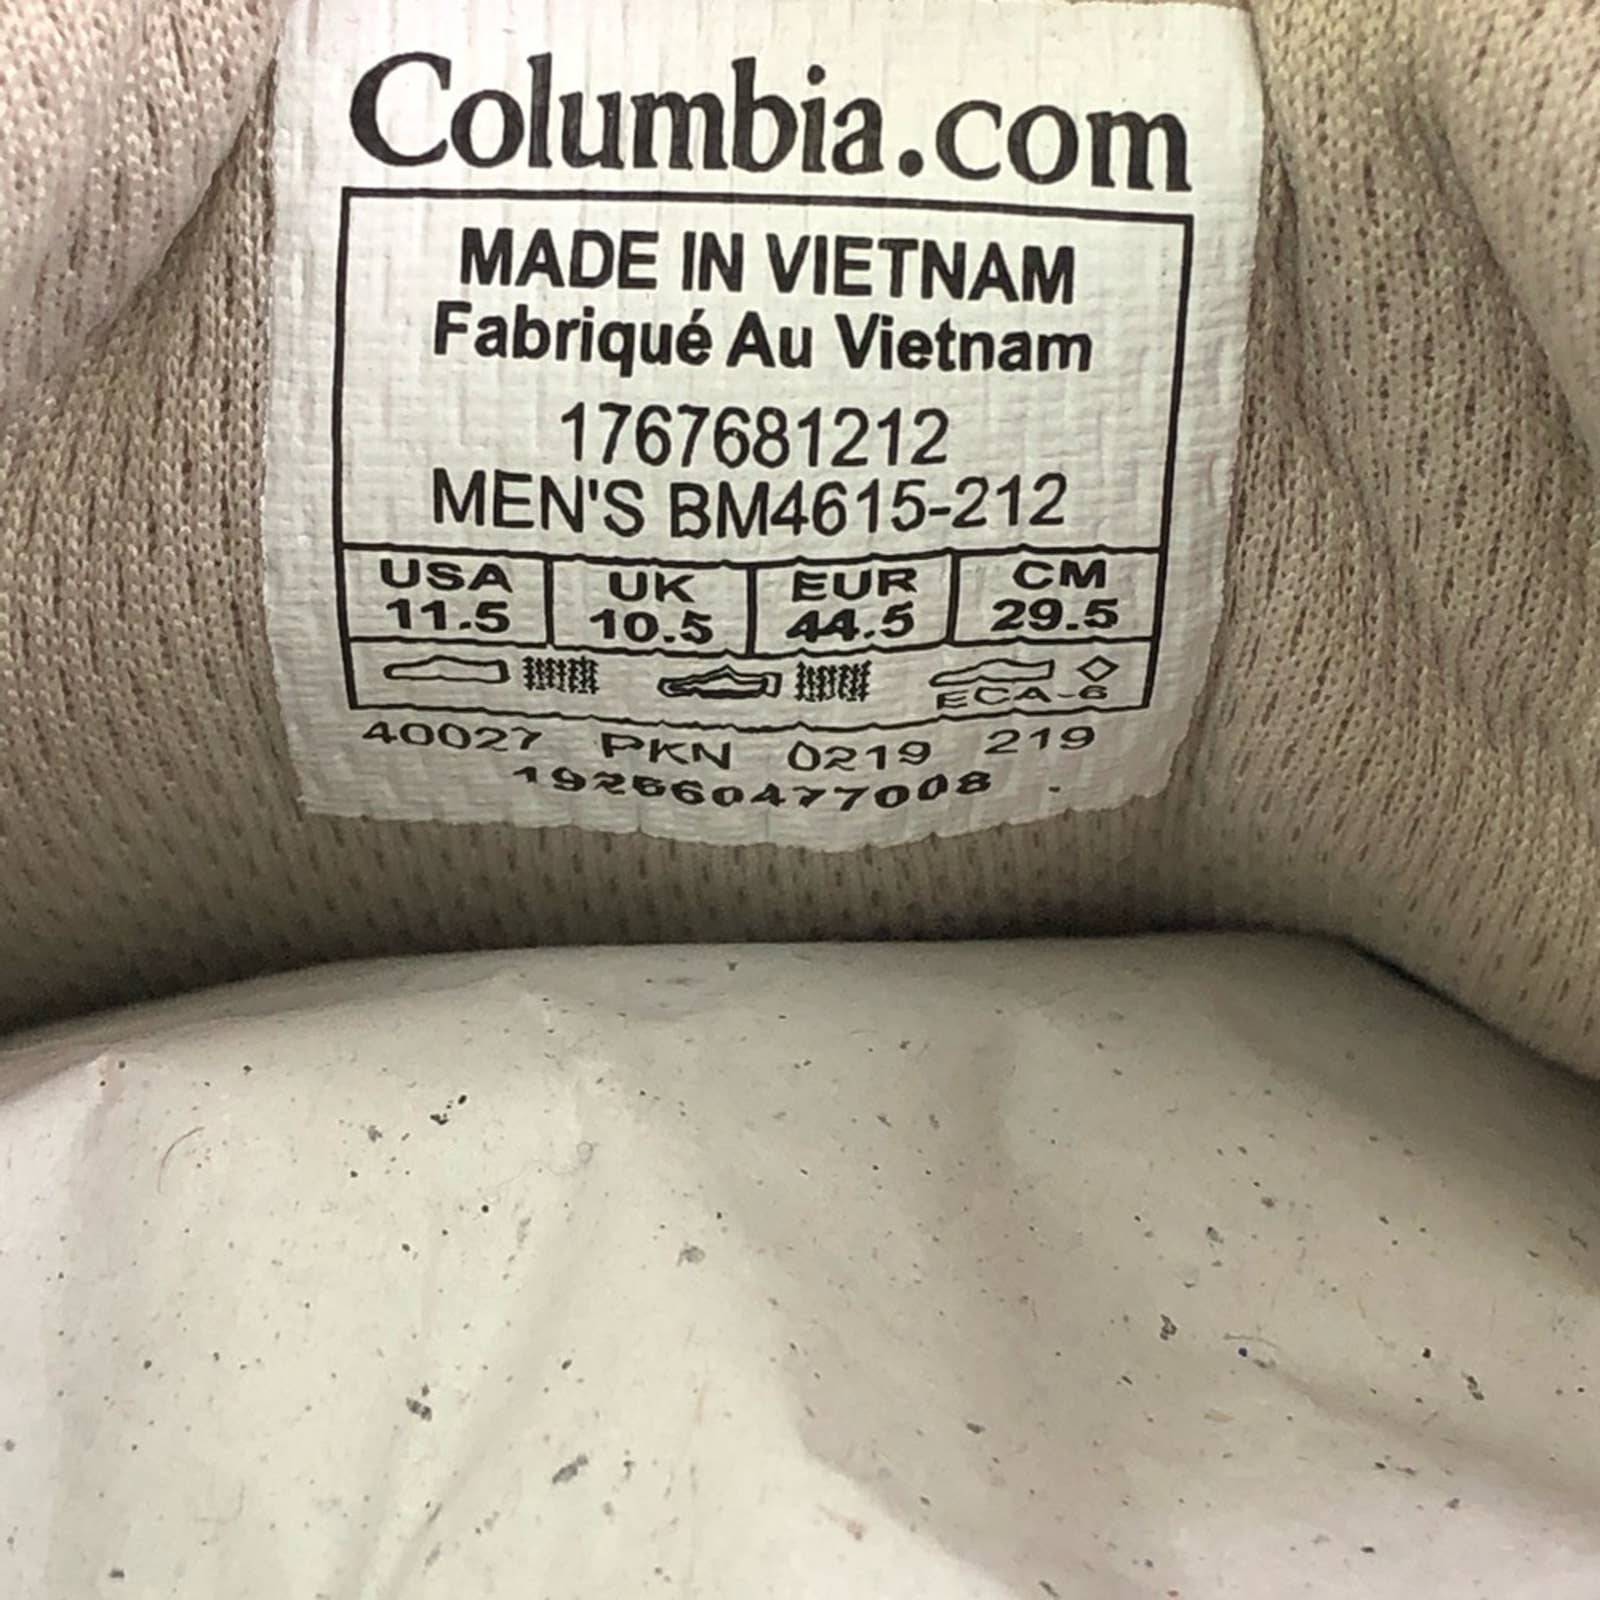 Columbia.com
MADE IN VIETNAM
Fabriqué Au Vietnam
1767681212
MEN'S BM4615-212
USA UK EUR CM
11.5 10.5 44.5 29.5
ECA-6
40027 PKN 0219 219
192660477008